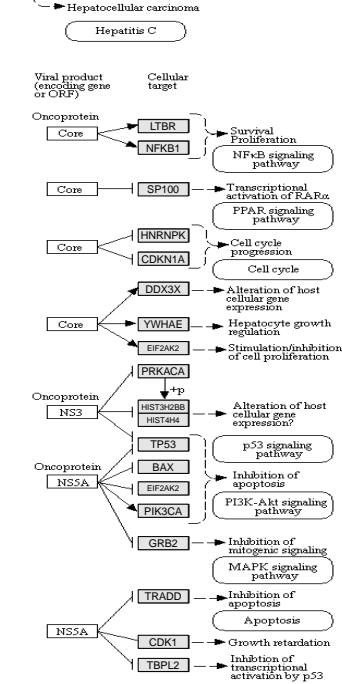 Hepatocellular carcinoma
Hepatitis C
Viral product
(encoding gene
or ORF)
Cellular
target
Oncoprotein
Core
LTBR
NFKB1
Survival
Proliferation
NFκB signaling
pathway
Core
SP100
Transcriptional
activation of RARα
PPAR signaling
pathway
Core
HNRNPK
CDKN1A
Cell cycle
progression
Cell cycle
Core
DDX3X
Alteration of host
cellular gene
expression
YWHAE
Hepatocyte growth
regulation
EIF2AK2
Stimulation/inhibition
of cell proliferation
PRKACA
+p
Oncoprotein
NS3
HIST3H2BB
HIST4H4
Alteration of host
cellular gene
expression?
TP53
p53 signaling
pathway
Oncoprotein
NS5A
BAX
EIF2AK2
PIK3CA
Inhibition of
apoptosis
PI3K-Akt signaling
pathway
GRB2
Inhibition of
mitogenic signaling
MAPK signaling
pathway
TRADD
Inhibition of
apoptosis
Apoptosis
NS5A
CDK1
Growth retardation
TBPL2
Inhibtion of
transcriptional
activation by p53